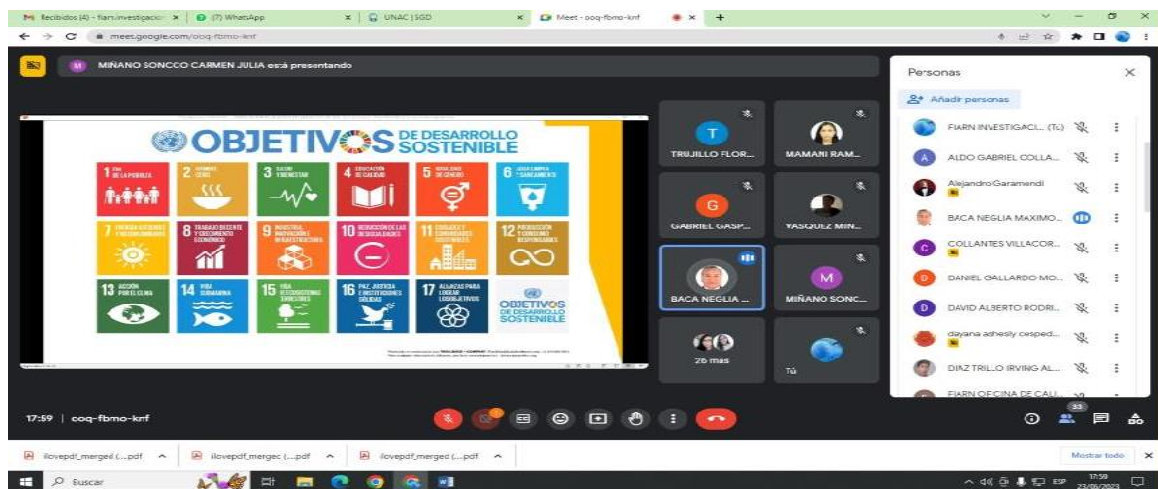 Recibidos (4) - fiarn.investigacion
(7) WhatsApp
UNAC | SGD
Meet - coq-fbmo-knf
meet.google.com/coq-fbmo-knf
MIÑANO SONCCO CARMEN JULIA está presentando
OBJETIVOS DE DESARROLLO
SOSTENIBLE
1 FIN
DE LA POBREZA
2 HAMBRE
CERO
3 SALUD
Y BIENESTAR
4 EDUCACIÓN
DE CALIDAD
5 IGUALDAD
DE GÉNERO
6 AGUA LIMPIA
Y SANEAMIENTO
7 ENERGÍA ASEQUIBLE
Y NO CONTAMINANTE
8 TRABAJO DECENTE
Y CRECIMIENTO
ECONÓMICO
9 INDUSTRIA,
INNOVACIÓN E
INFRAESTRUCTURA
10 REDUCCIÓN DE LAS
DESIGUALDADES
11 CIUDADES Y
COMUNIDADES
SOSTENIBLES
12 PRODUCCIÓN
Y CONSUMO
RESPONSABLES
13 ACCIÓN
POR EL CLIMA
14 VIDA
SUBMARINA
15 VIDA
DE ECOSISTEMAS
TERRESTRES
16 PAZ, JUSTICIA
E INSTITUCIONES
SÓLIDAS
17 ALIANZAS PARA
LOGRAR
LOS OBJETIVOS
OBJETIVOS
DE DESARROLLO
SOSTENIBLE
T
TRUJILLO FLOR...
MAMANI RAM...
G
GABRIEL GASP...
VASQUEZ MIN...
BACA NEGLIA ...
M
MIÑANO SONC...
26 más
Tú
Personas
Añadir personas
FIARN INVESTIGACI... (Tú)
ALDO GABRIEL COLLA...
Alejandro Garamendi
BACA NEGLIA MAXIMO...
COLLANTES VILLACOR...
DANIEL GALLARDO MO...
DAVID ALBERTO RODRI...
dayana ashesly cesped...
DIAZ TRILLO IRVING AL...
FIARN OFICINA DE CALI...
17:59 | coq-fbmo-knf
33
ilovepdf_merged (....pdf
ilovepdf_merged (....pdf
ilovepdf_merged (....pdf
Mostrar todo
Buscar
ESP
17:59
23/06/2023